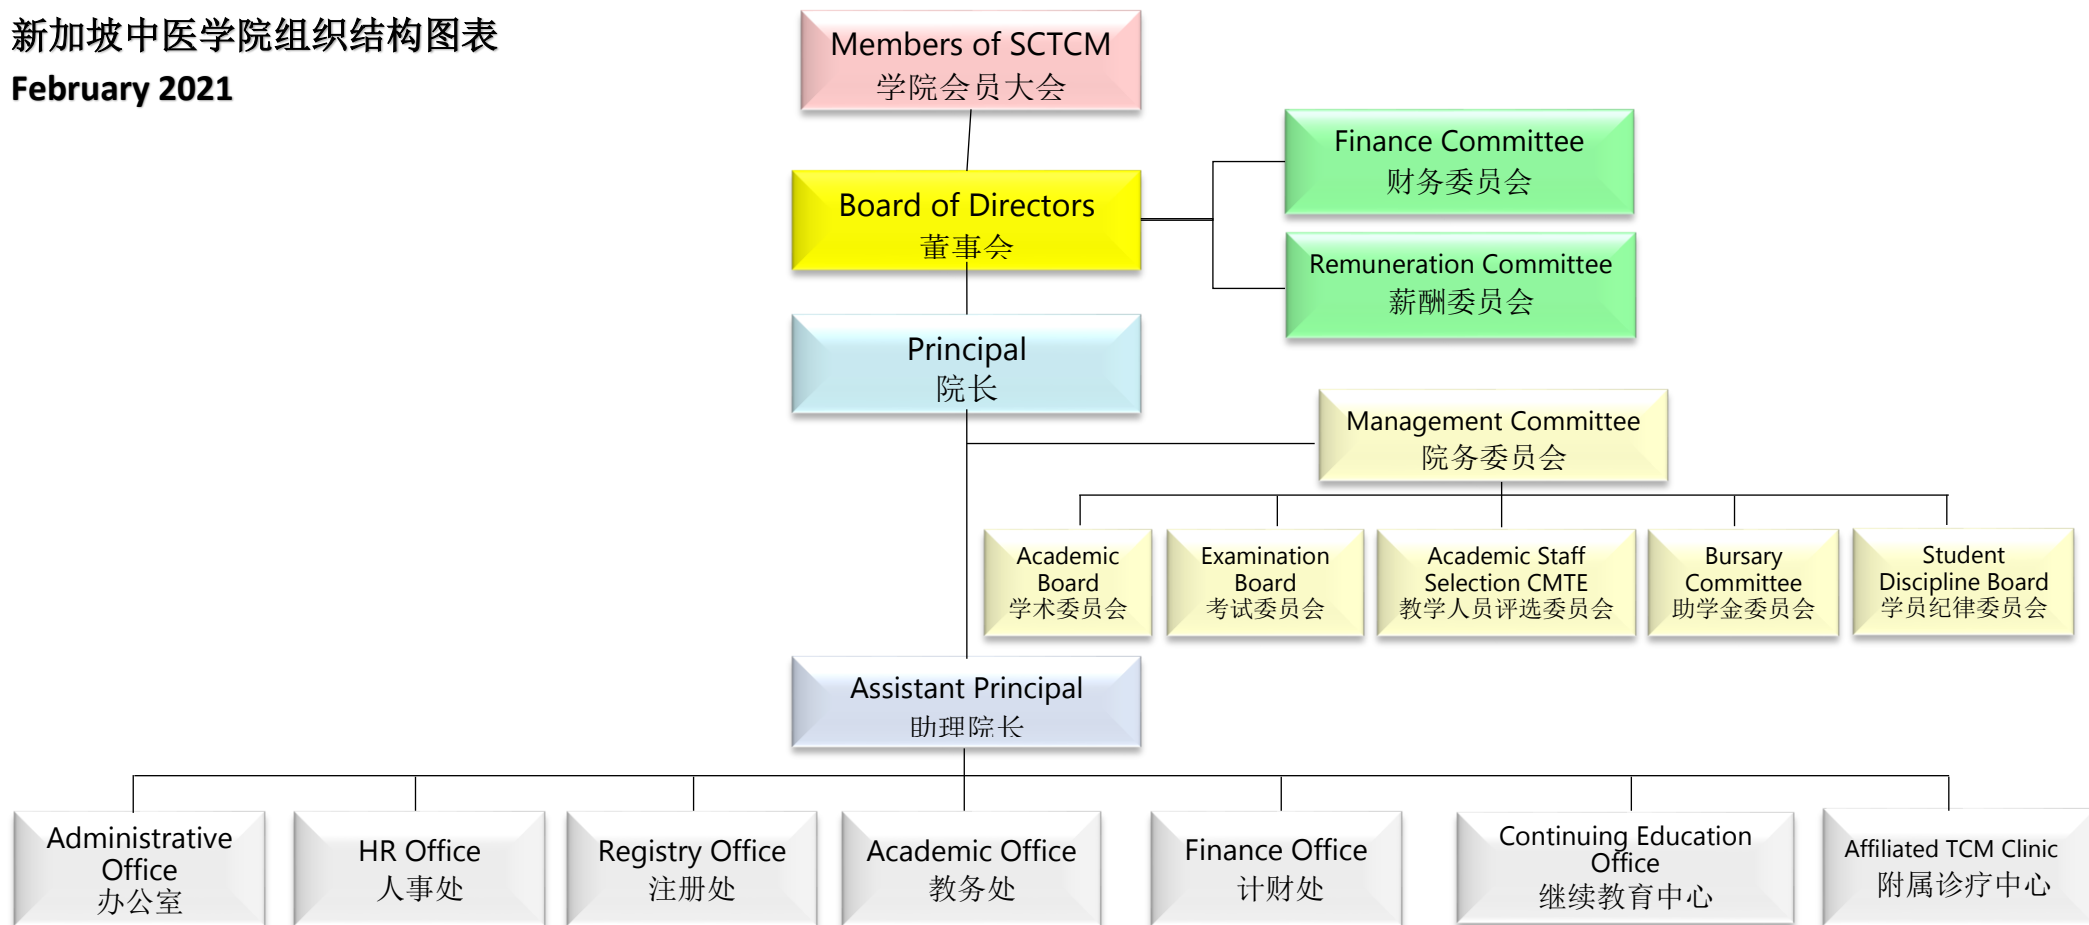 新加坡中医学院组织结构图表
February 2021
Members of SCTCM
学院会员大会
Finance Committee
财务委员会
Board of Directors
董事会
Remuneration Committee
薪酬委员会
Principal
院长
Management Committee
院务委员会
Academic
Board
学术委员会
Examination
Board
考试委员会
Academic Staff
Selection CMTE
教学人员评选委员会
Bursary
Committee
助学金委员会
Student
Discipline Board
学员纪律委员会
Assistant Principal
助理院长
Administrative
Office
办公室
HR Office
人事处
Registry Office
注册处
Academic Office
教务处
Finance Office
计财处
Continuing Education
Office
继续教育中心
Affiliated TCM Clinic
附属诊疗中心